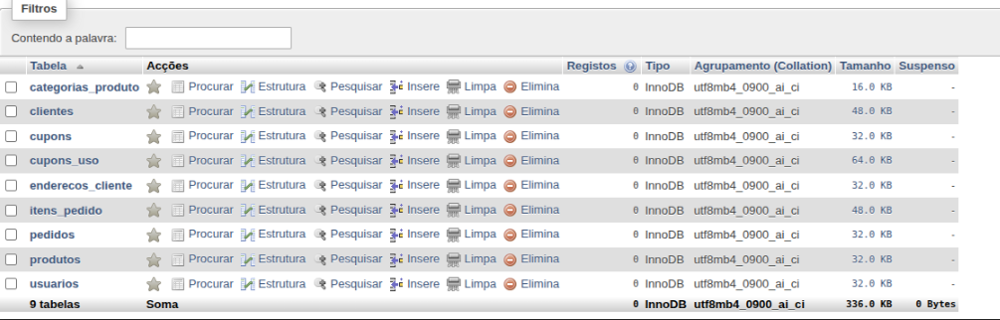 Filtros
Contendo a palavra:
Tabela Acções Registos Tipo Agrupamento (Collation) Tamanho Suspenso
categorias_produto Procurar Estrutura Pesquisar Insere Limpa Elimina 0 InnoDB utf8mb4_0900_ai_ci 16.0 KB -
clientes Procurar Estrutura Pesquisar Insere Limpa Elimina 0 InnoDB utf8mb4_0900_ai_ci 48.0 KB -
cupons Procurar Estrutura Pesquisar Insere Limpa Elimina 0 InnoDB utf8mb4_0900_ai_ci 32.0 KB -
cupons_uso Procurar Estrutura Pesquisar Insere Limpa Elimina 0 InnoDB utf8mb4_0900_ai_ci 64.0 KB -
enderecos_cliente Procurar Estrutura Pesquisar Insere Limpa Elimina 0 InnoDB utf8mb4_0900_ai_ci 32.0 KB -
itens_pedido Procurar Estrutura Pesquisar Insere Limpa Elimina 0 InnoDB utf8mb4_0900_ai_ci 48.0 KB -
pedidos Procurar Estrutura Pesquisar Insere Limpa Elimina 0 InnoDB utf8mb4_0900_ai_ci 32.0 KB -
produtos Procurar Estrutura Pesquisar Insere Limpa Elimina 0 InnoDB utf8mb4_0900_ai_ci 32.0 KB -
usuarios Procurar Estrutura Pesquisar Insere Limpa Elimina 0 InnoDB utf8mb4_0900_ai_ci 32.0 KB -
9 tabelas Soma 0 InnoDB utf8mb4_0900_ai_ci 336.0 KB 0 Bytes